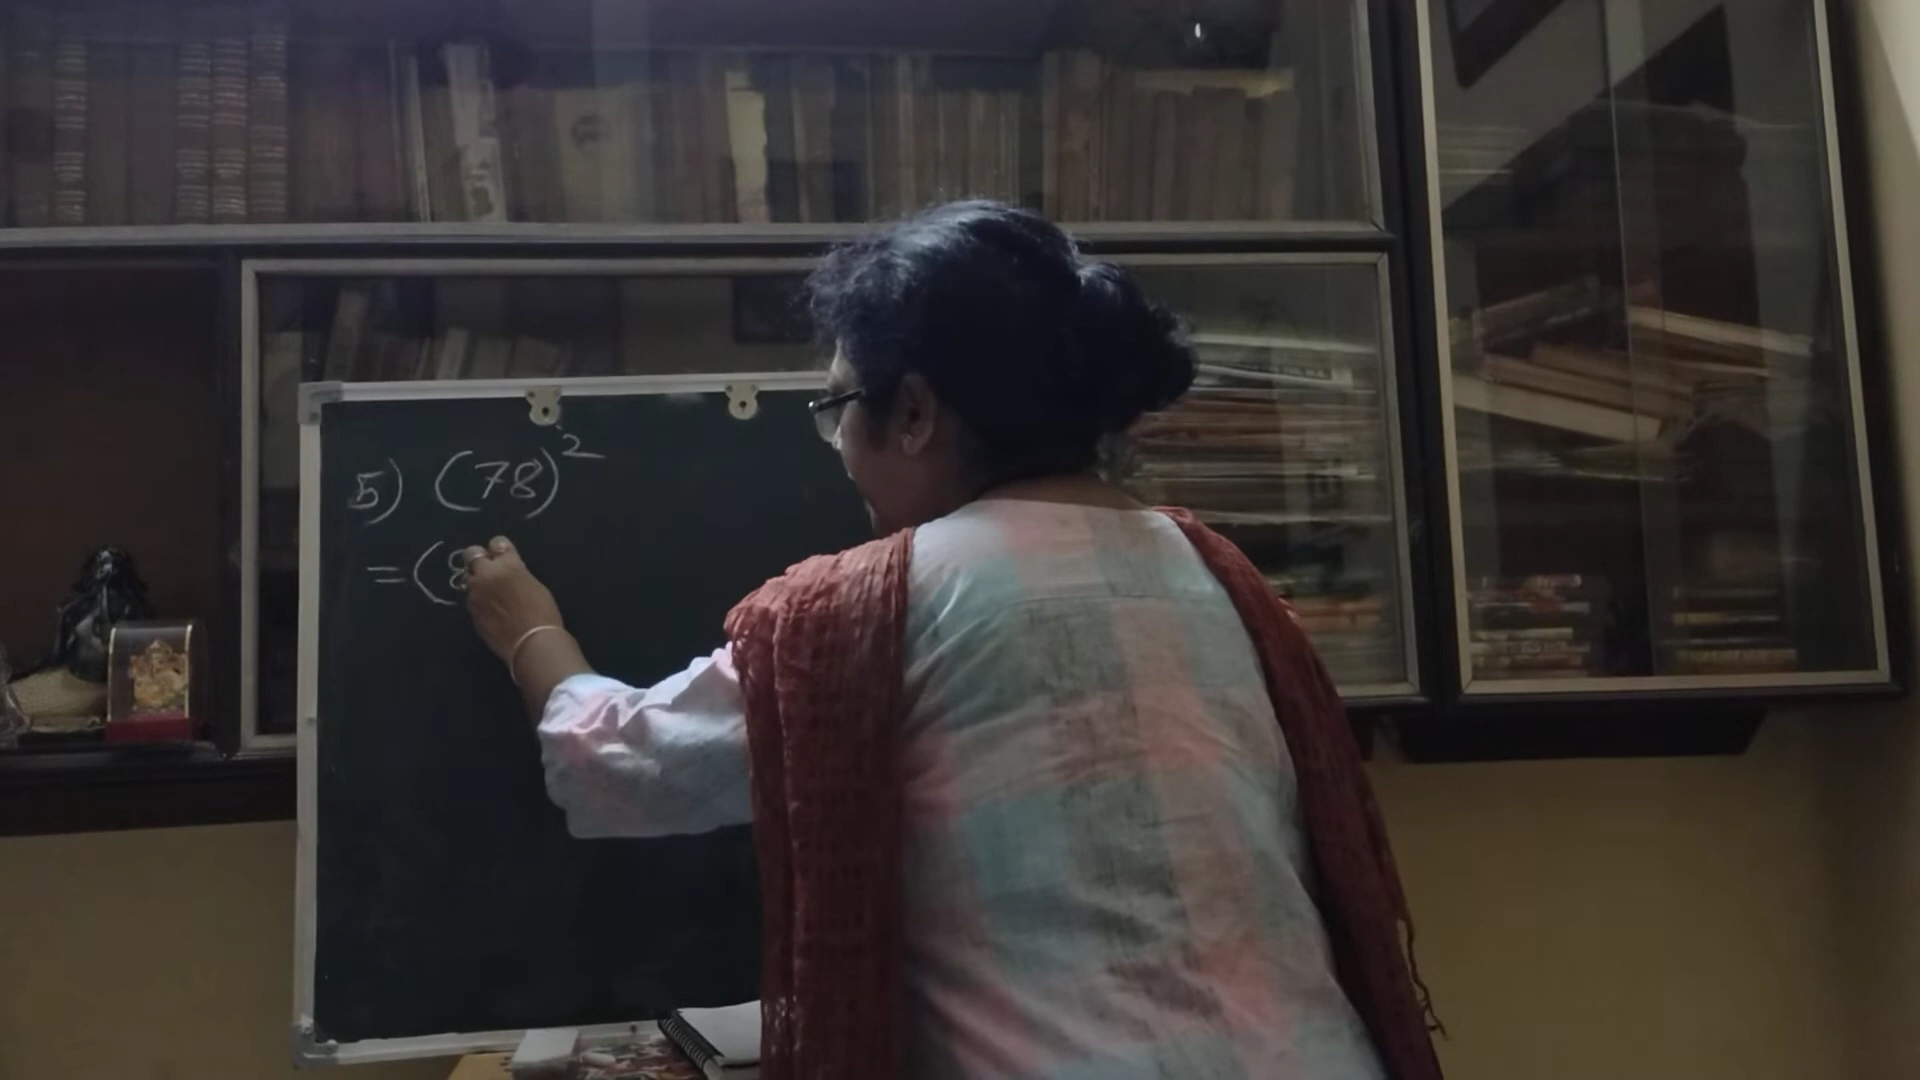 5) (78)²
= (8